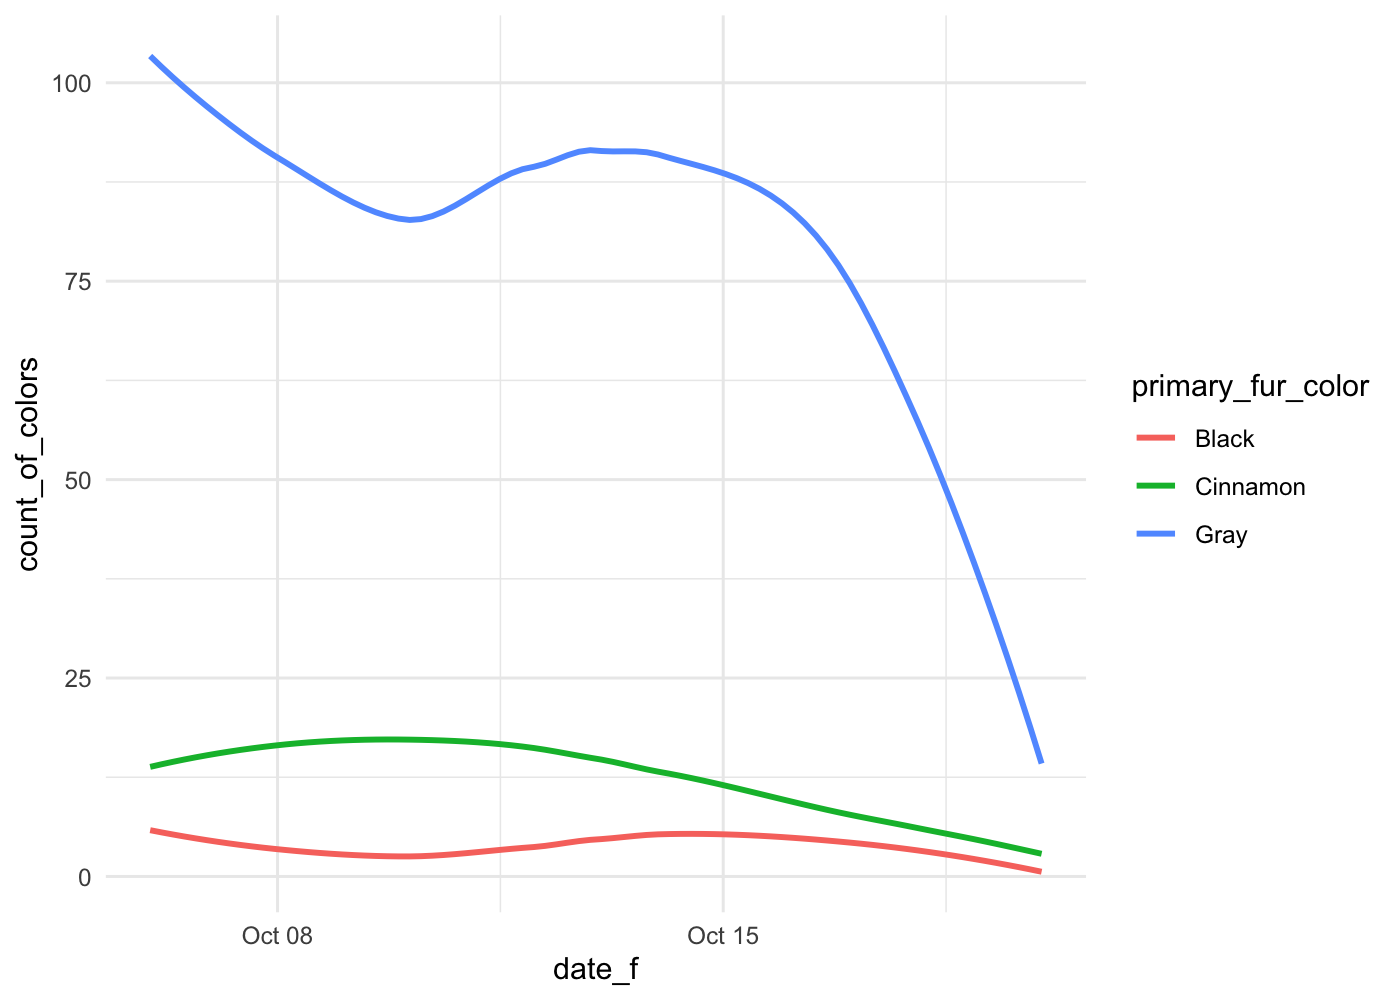 100
75
50
25
0
count_of_colors
Oct 08
Oct 15
date_f
primary_fur_color
Black
Cinnamon
Gray